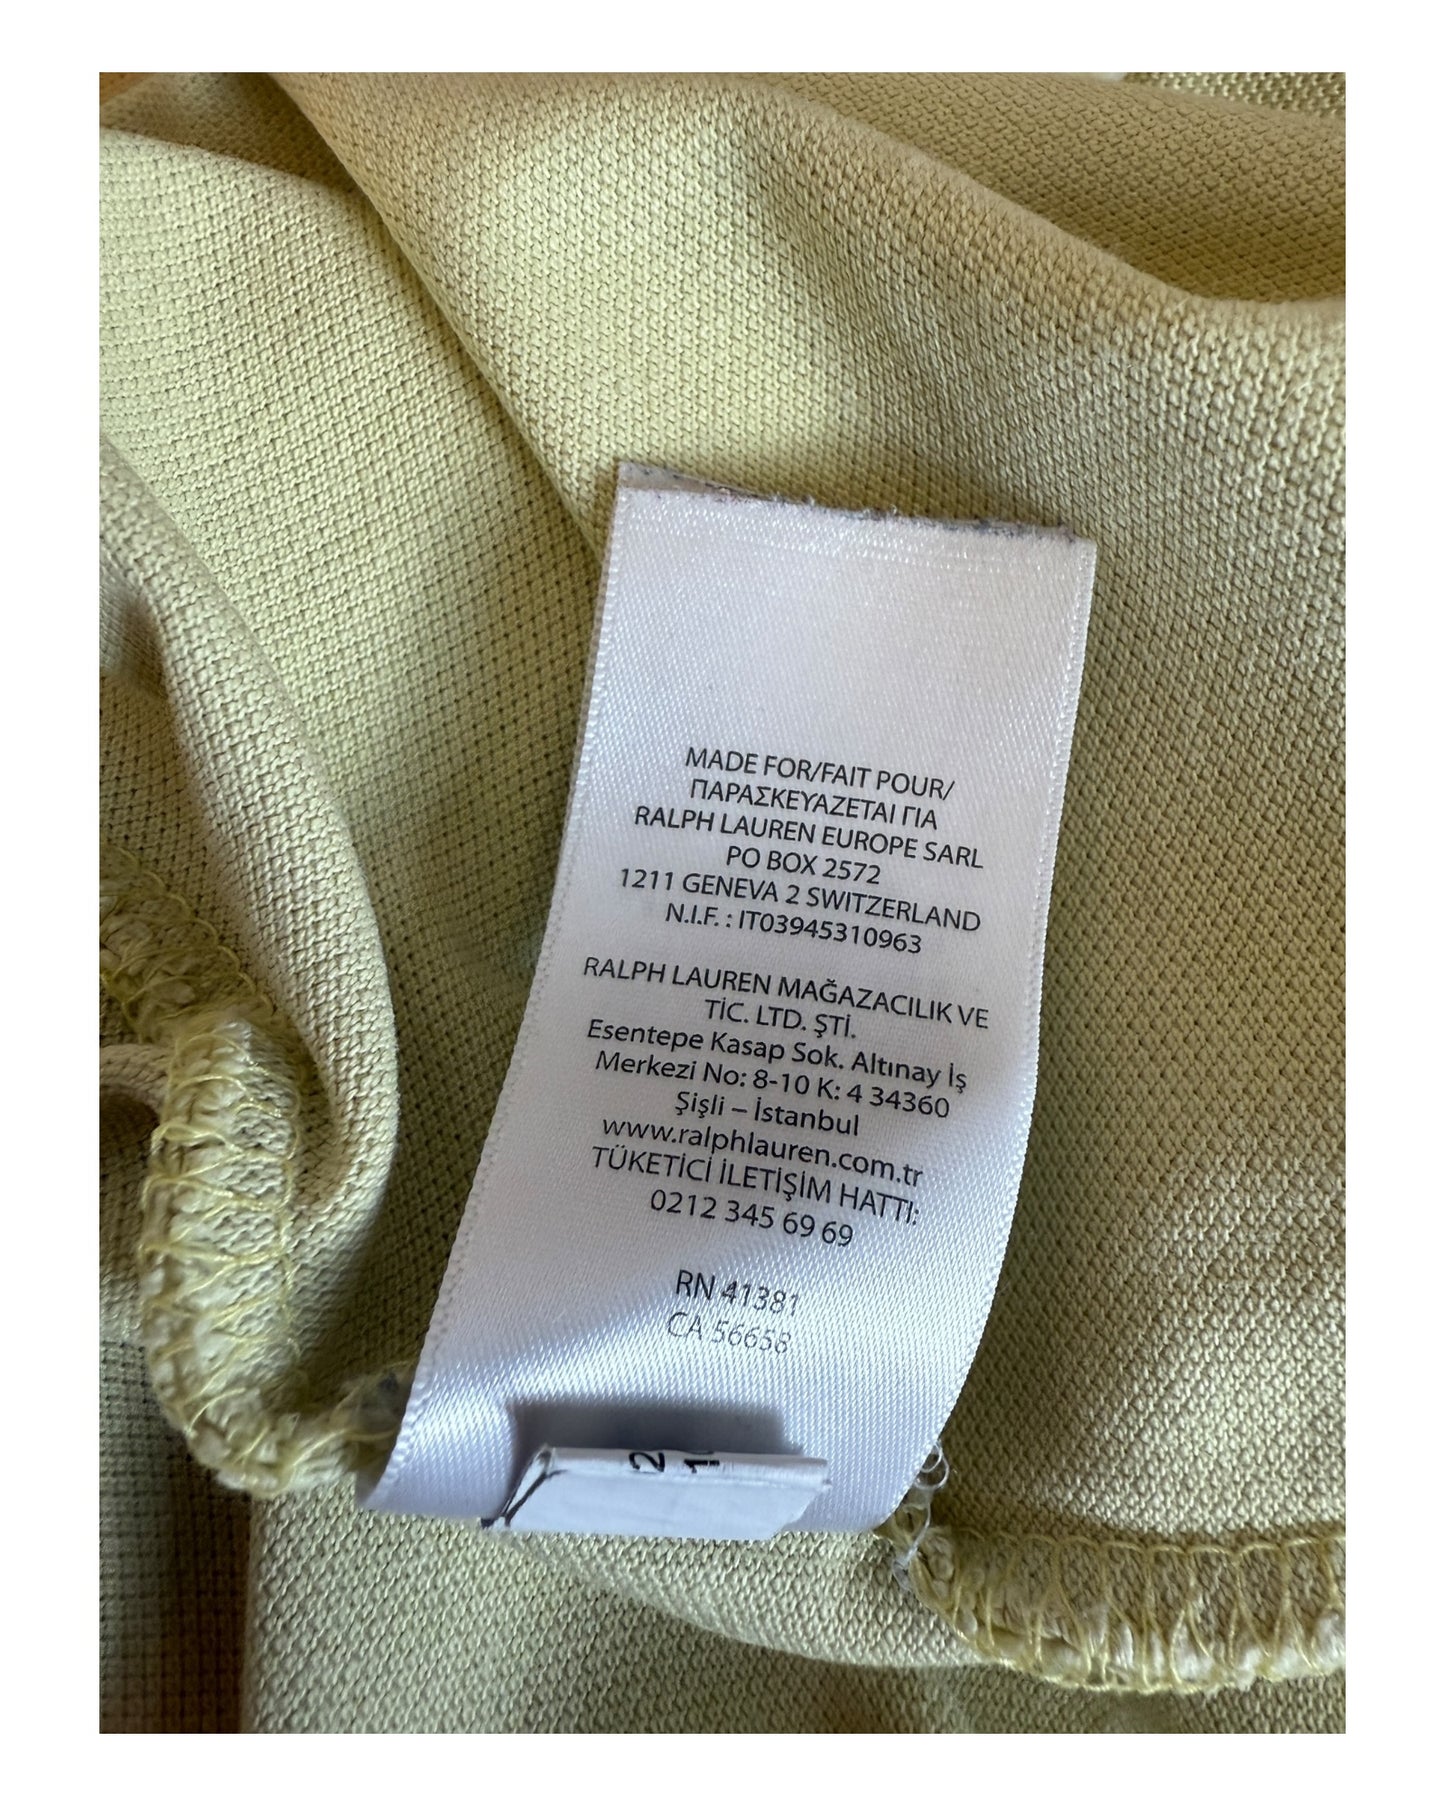 MADE FOR/FAIT POUR/
ΠΑΡΑΣΚΕΥΑΖΕΤΑΙ ΓΙΑ
RALPH LAUREN EUROPE SARL
PO BOX 2572
1211 GENEVA 2 SWITZERLAND
N.I.F. : IT03945310963
RALPH LAUREN MAĞAZACILIK VE
TİC. LTD. ŞTİ.
Esentepe Kasap Sok. Altınay İş
Merkezi No: 8-10 K: 4 34360
Şişli – İstanbul
www.ralphlauren.com.tr
TÜKETİCİ İLETİŞİM HATTI:
0212 345 69 69
RN 41381
CA 56658